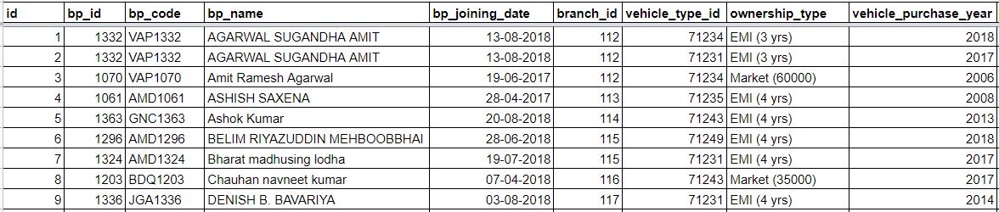 id bp_id bp_code bp_name bp_joining_date branch_id vehicle_type_id ownership_type vehicle_purchase_year
1 1332 VAP1332 AGARWAL SUGANDHA AMIT 13-08-2018 112 71234 EMI (3 yrs) 2018
2 1332 VAP1332 AGARWAL SUGANDHA AMIT 13-08-2018 112 71231 EMI (3 yrs) 2017
3 1070 VAP1070 Amit Ramesh Agarwal 19-06-2017 112 71234 Market (60000) 2006
4 1061 AMD1061 ASHISH SAXENA 28-04-2017 113 71235 EMI (4 yrs) 2008
5 1363 GNC1363 Ashok Kumar 20-08-2018 114 71243 EMI (4 yrs) 2013
6 1296 AMD1296 BELIM RIYAZUDDIN MEHBOOBBHAI 28-06-2018 115 71249 EMI (4 yrs) 2018
7 1324 AMD1324 Bharat madhusing lodha 19-07-2018 115 71231 EMI (4 yrs) 2017
8 1203 BDQ1203 Chauhan navneet kumar 07-04-2018 116 71243 Market (35000) 2017
9 1336 JGA1336 DENISH B. BAVARIYA 03-08-2018 117 71231 EMI (4 yrs) 2014